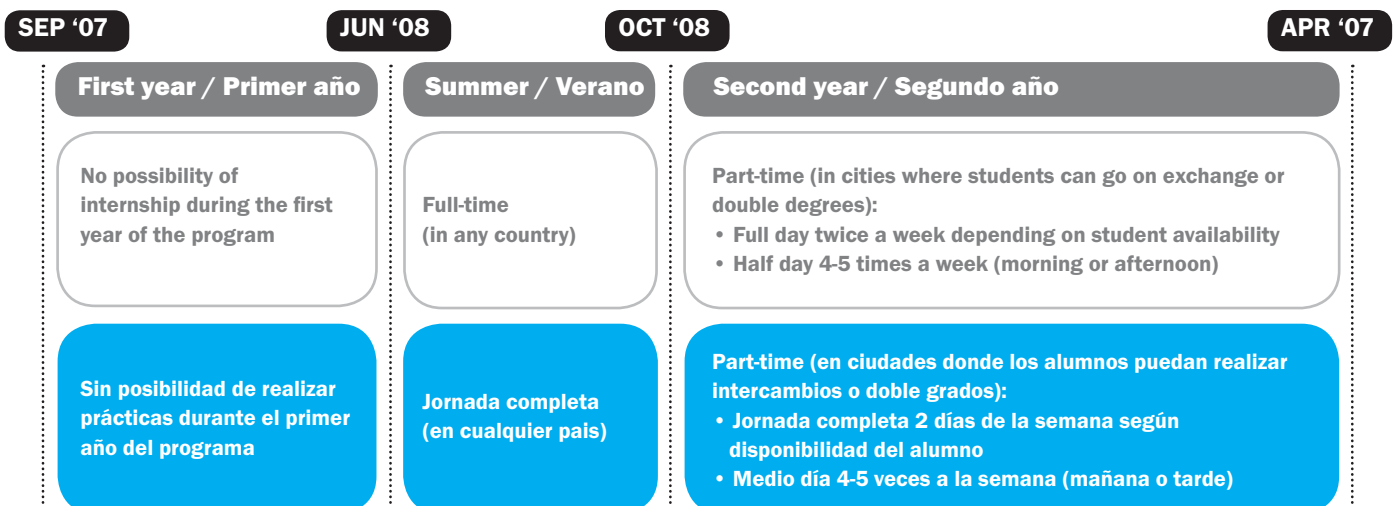 SEP ‘07
JUN ‘08
OCT ‘08
APR ‘07
First year / Primer año
Summer / Verano
Second year / Segundo año
No possibility of
internship during the first
year of the program
Full-time
(in any country)
Part-time (in cities where students can go on exchange or
double degrees):
• Full day twice a week depending on student availability
• Half day 4-5 times a week (morning or afternoon)
Sin posibilidad de realizar
prácticas durante el primer
año del programa
Jornada completa
(en cualquier pais)
Part-time (en ciudades donde los alumnos puedan realizar
intercambios o doble grados):
• Jornada completa 2 días de la semana según
disponibilidad del alumno
• Medio día 4-5 veces a la semana (mañana o tarde)